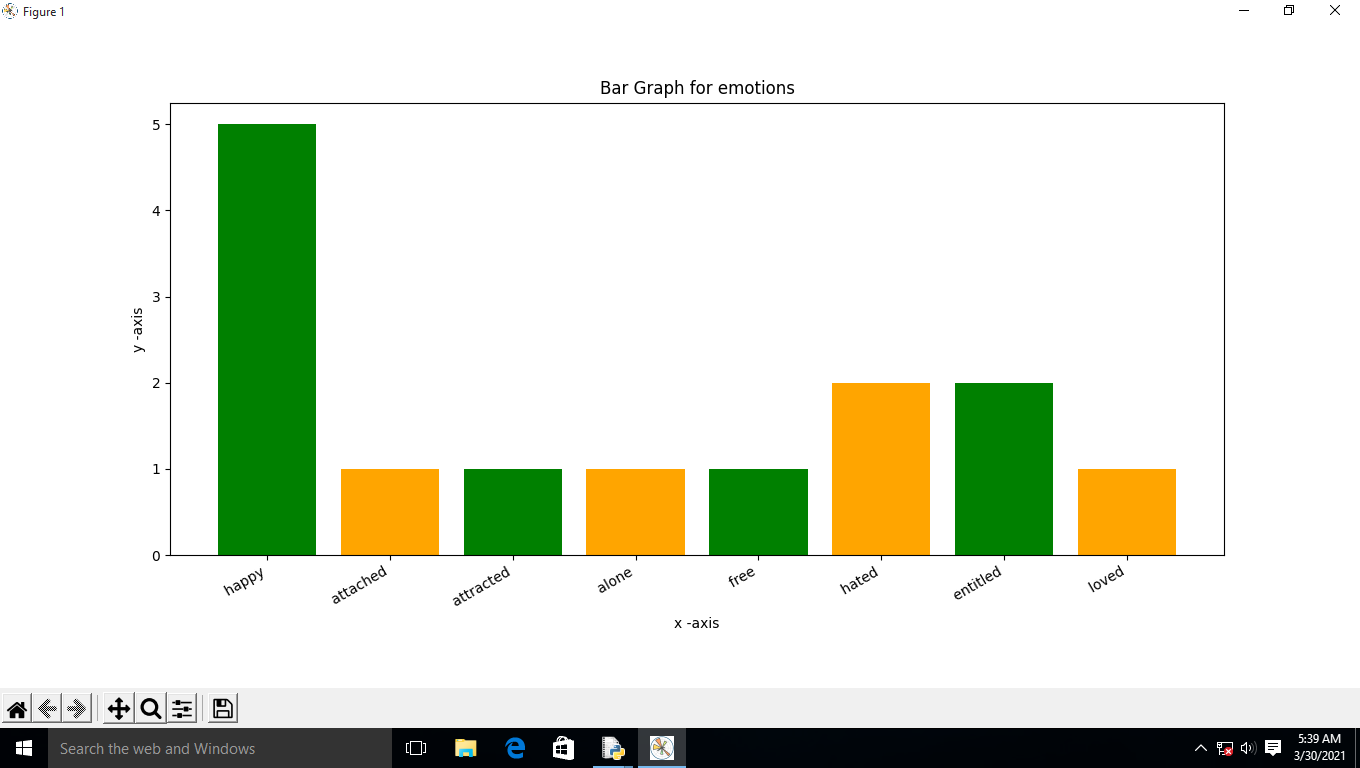 Figure 1
Bar Graph for emotions
5
4
3
2
1
0
y -axis
happy
attached
attracted
alone
free
hated
entitled
loved
x -axis
Search the web and Windows
5:39 AM
3/30/2021